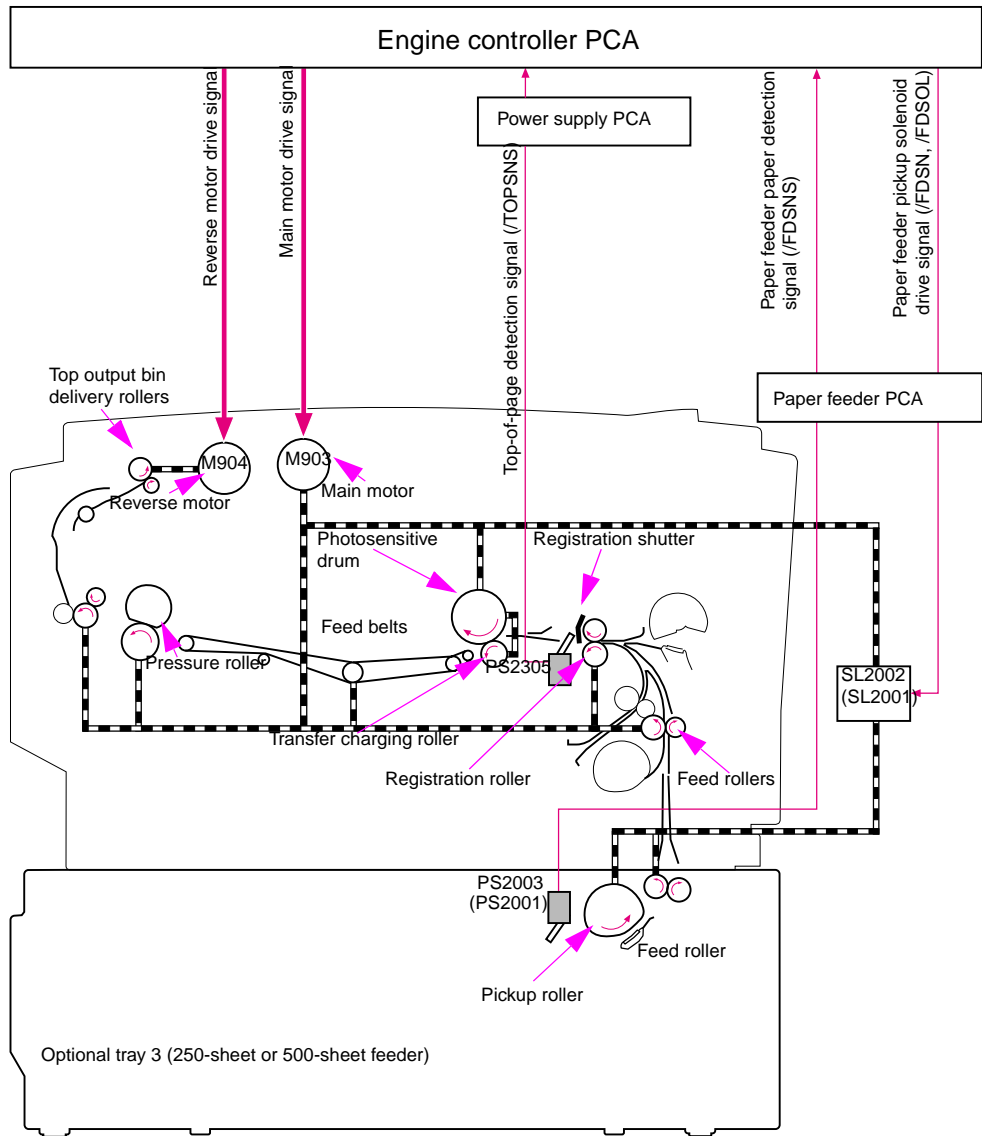 Engine controller PCA
Reverse motor drive signal
Main motor drive signal
Top-of-page detection signal (/TOPSNS)
Power supply PCA
Paper feeder paper detection
signal (/FDSNS)
Paper feeder pickup solenoid
drive signal (/FDSN, /FDSOL)
Paper feeder PCA
Top output bin
delivery rollers
M904
M903
Reverse motor
Main motor
Photosensitive
drum
Registration shutter
Feed belts
Pressure roller
PS2305
SL2002
(SL2001)
Transfer charging roller
Registration roller
Feed rollers
PS2003
(PS2001)
Feed roller
Pickup roller
Optional tray 3 (250-sheet or 500-sheet feeder)